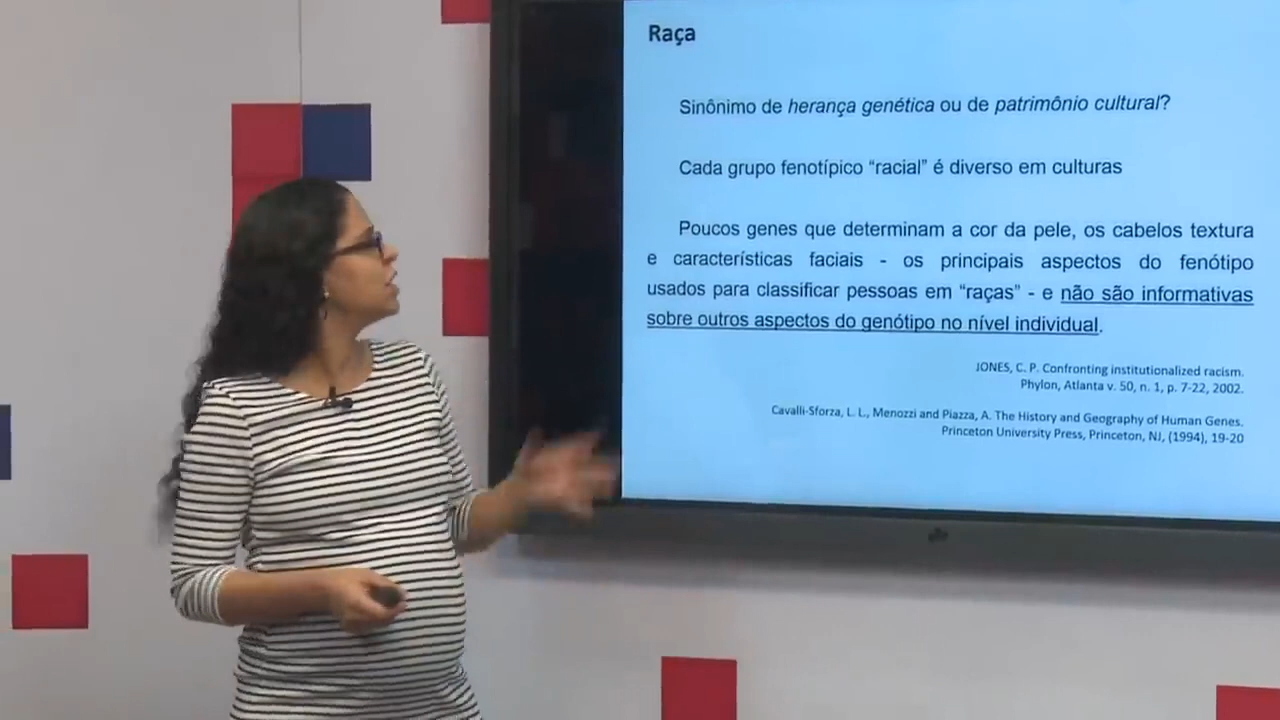 Raça
Sinônimo de herança genética ou de patrimônio cultural?
Cada grupo fenotípico “racial” é diverso em culturas
Poucos genes que determinam a cor da pele, os cabelos textura
e características faciais - os principais aspectos do fenótipo
usados para classificar pessoas em “raças” - e não são informativas
sobre outros aspectos do genótipo no nível individual.
JONES, C. P. Confronting institutionalized racism.
Phylon, Atlanta v. 50, n. 1, p. 7-22, 2002.
Cavalli-Sforza, L. L., Menozzi and Piazza, A. The History and Geography of Human Genes.
Princeton University Press, Princeton, NJ, (1994), 19-20